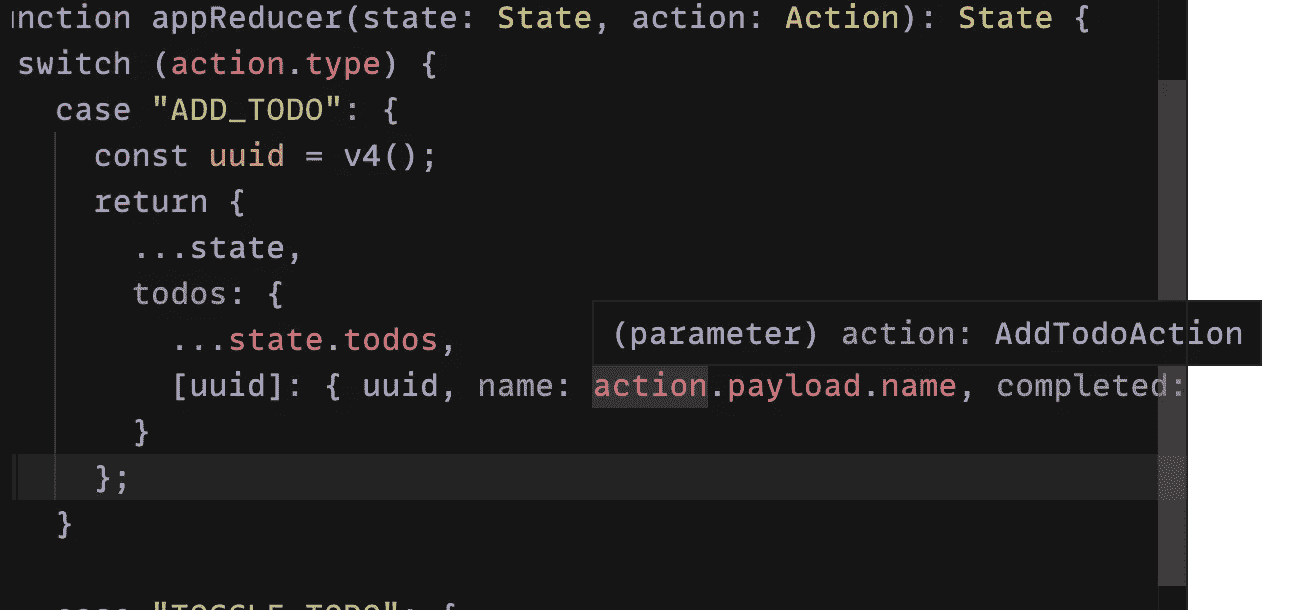 unction appReducer(state: State, action: Action): State {
switch (action.type) {
case "ADD_TODO": {
const uuid = v4();
return {
...state,
todos: {
...state.todos,
(parameter) action: AddTodoAction
[uuid]: { uuid, name: action.payload.name, completed:
}
};
}
case "TOGGLE_TODO": {